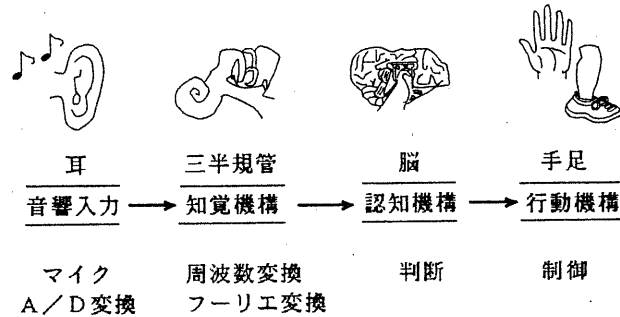 耳 三半規管 脳 手足
音響入力 知覚機構 認知機構 行動機構
マイク 周波数変換 判断 制御
A／D変換 フーリエ変換